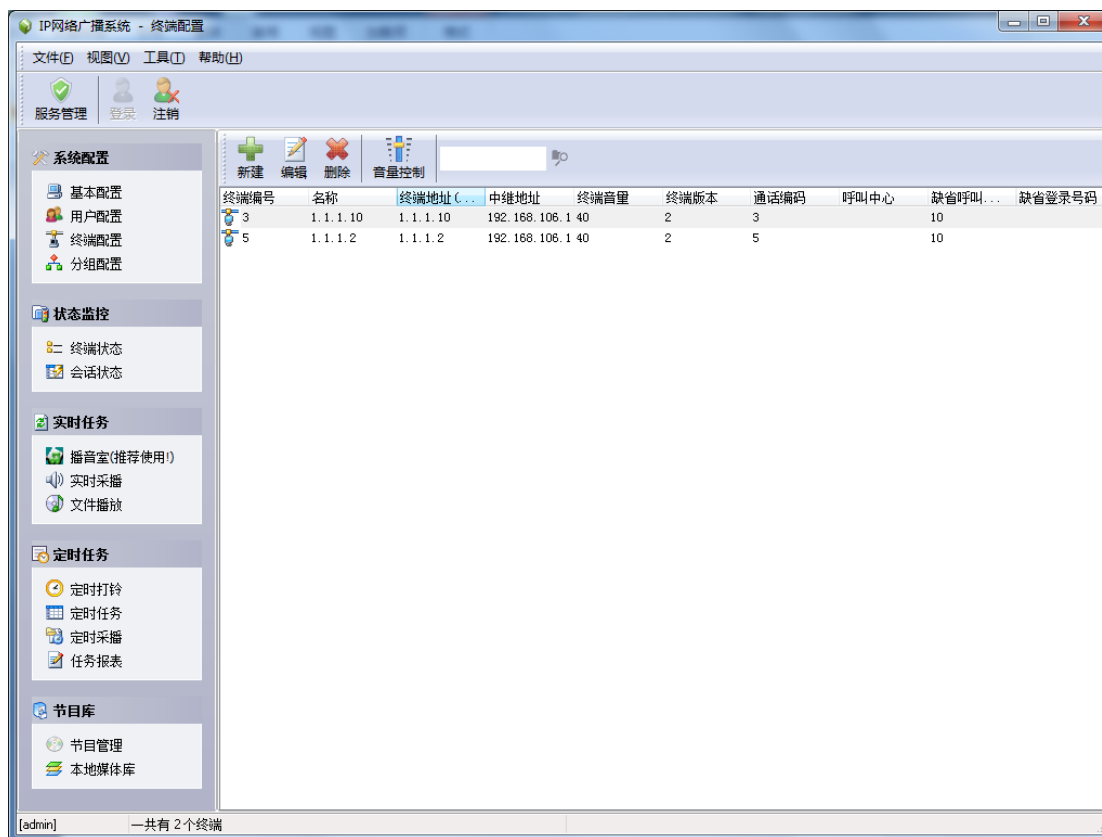 IP网络广播系统 - 终端配置
文件(F) 视图(V) 工具(T) 帮助(H)
服务管理 登录 注销
系统配置
基本配置
用户配置
终端配置
分组配置
状态监控
终端状态
会话状态
实时任务
播音室(推荐使用!)
实时采播
文件播放
定时任务
定时打铃
定时任务
定时采播
任务报表
节目库
节目管理
本地媒体库
新建 编辑 删除 音量控制
终端编号 名称 终端地址(... 中继地址 终端音量 终端版本 通话编码 呼叫中心 缺省呼叫... 缺省登录号码
3 1.1.1.10 1.1.1.10 192.168.106.1 40 2 3 10
5 1.1.1.2 1.1.1.2 192.168.106.1 40 2 5 10
[admin] 一共有 2 个终端